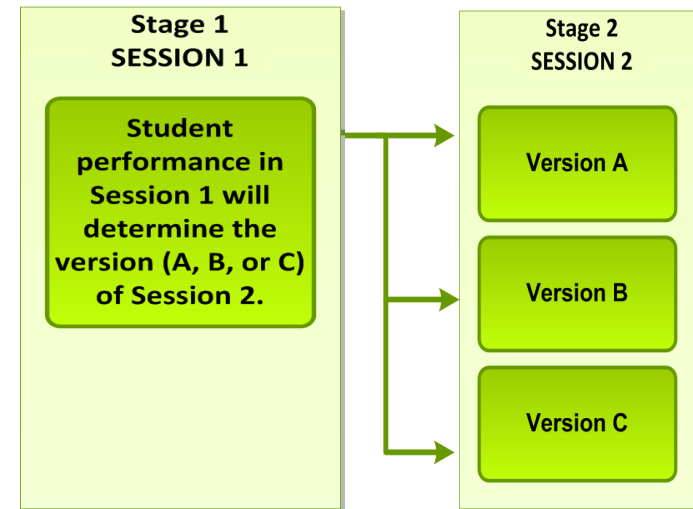 Stage 1
SESSION 1
Student
performance in
Session 1 will
determine the
version (A, B, or C)
of Session 2.
Stage 2
SESSION 2
Version A
Version B
Version C